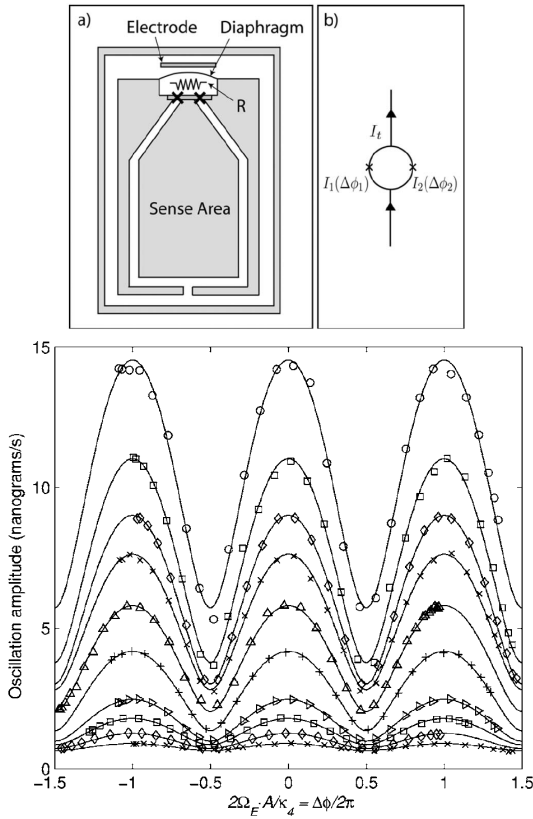 a)
Electrode Diaphragm
R
Sense Area
b)
I_t
I_1(Δϕ_1) I_2(Δϕ_2)
Oscillation amplitude (nanograms/s)
15
10
5
0
-1.5 -1 -0.5 0 0.5 1 1.5
2Ω_E·A/κ_4 = Δϕ/2π